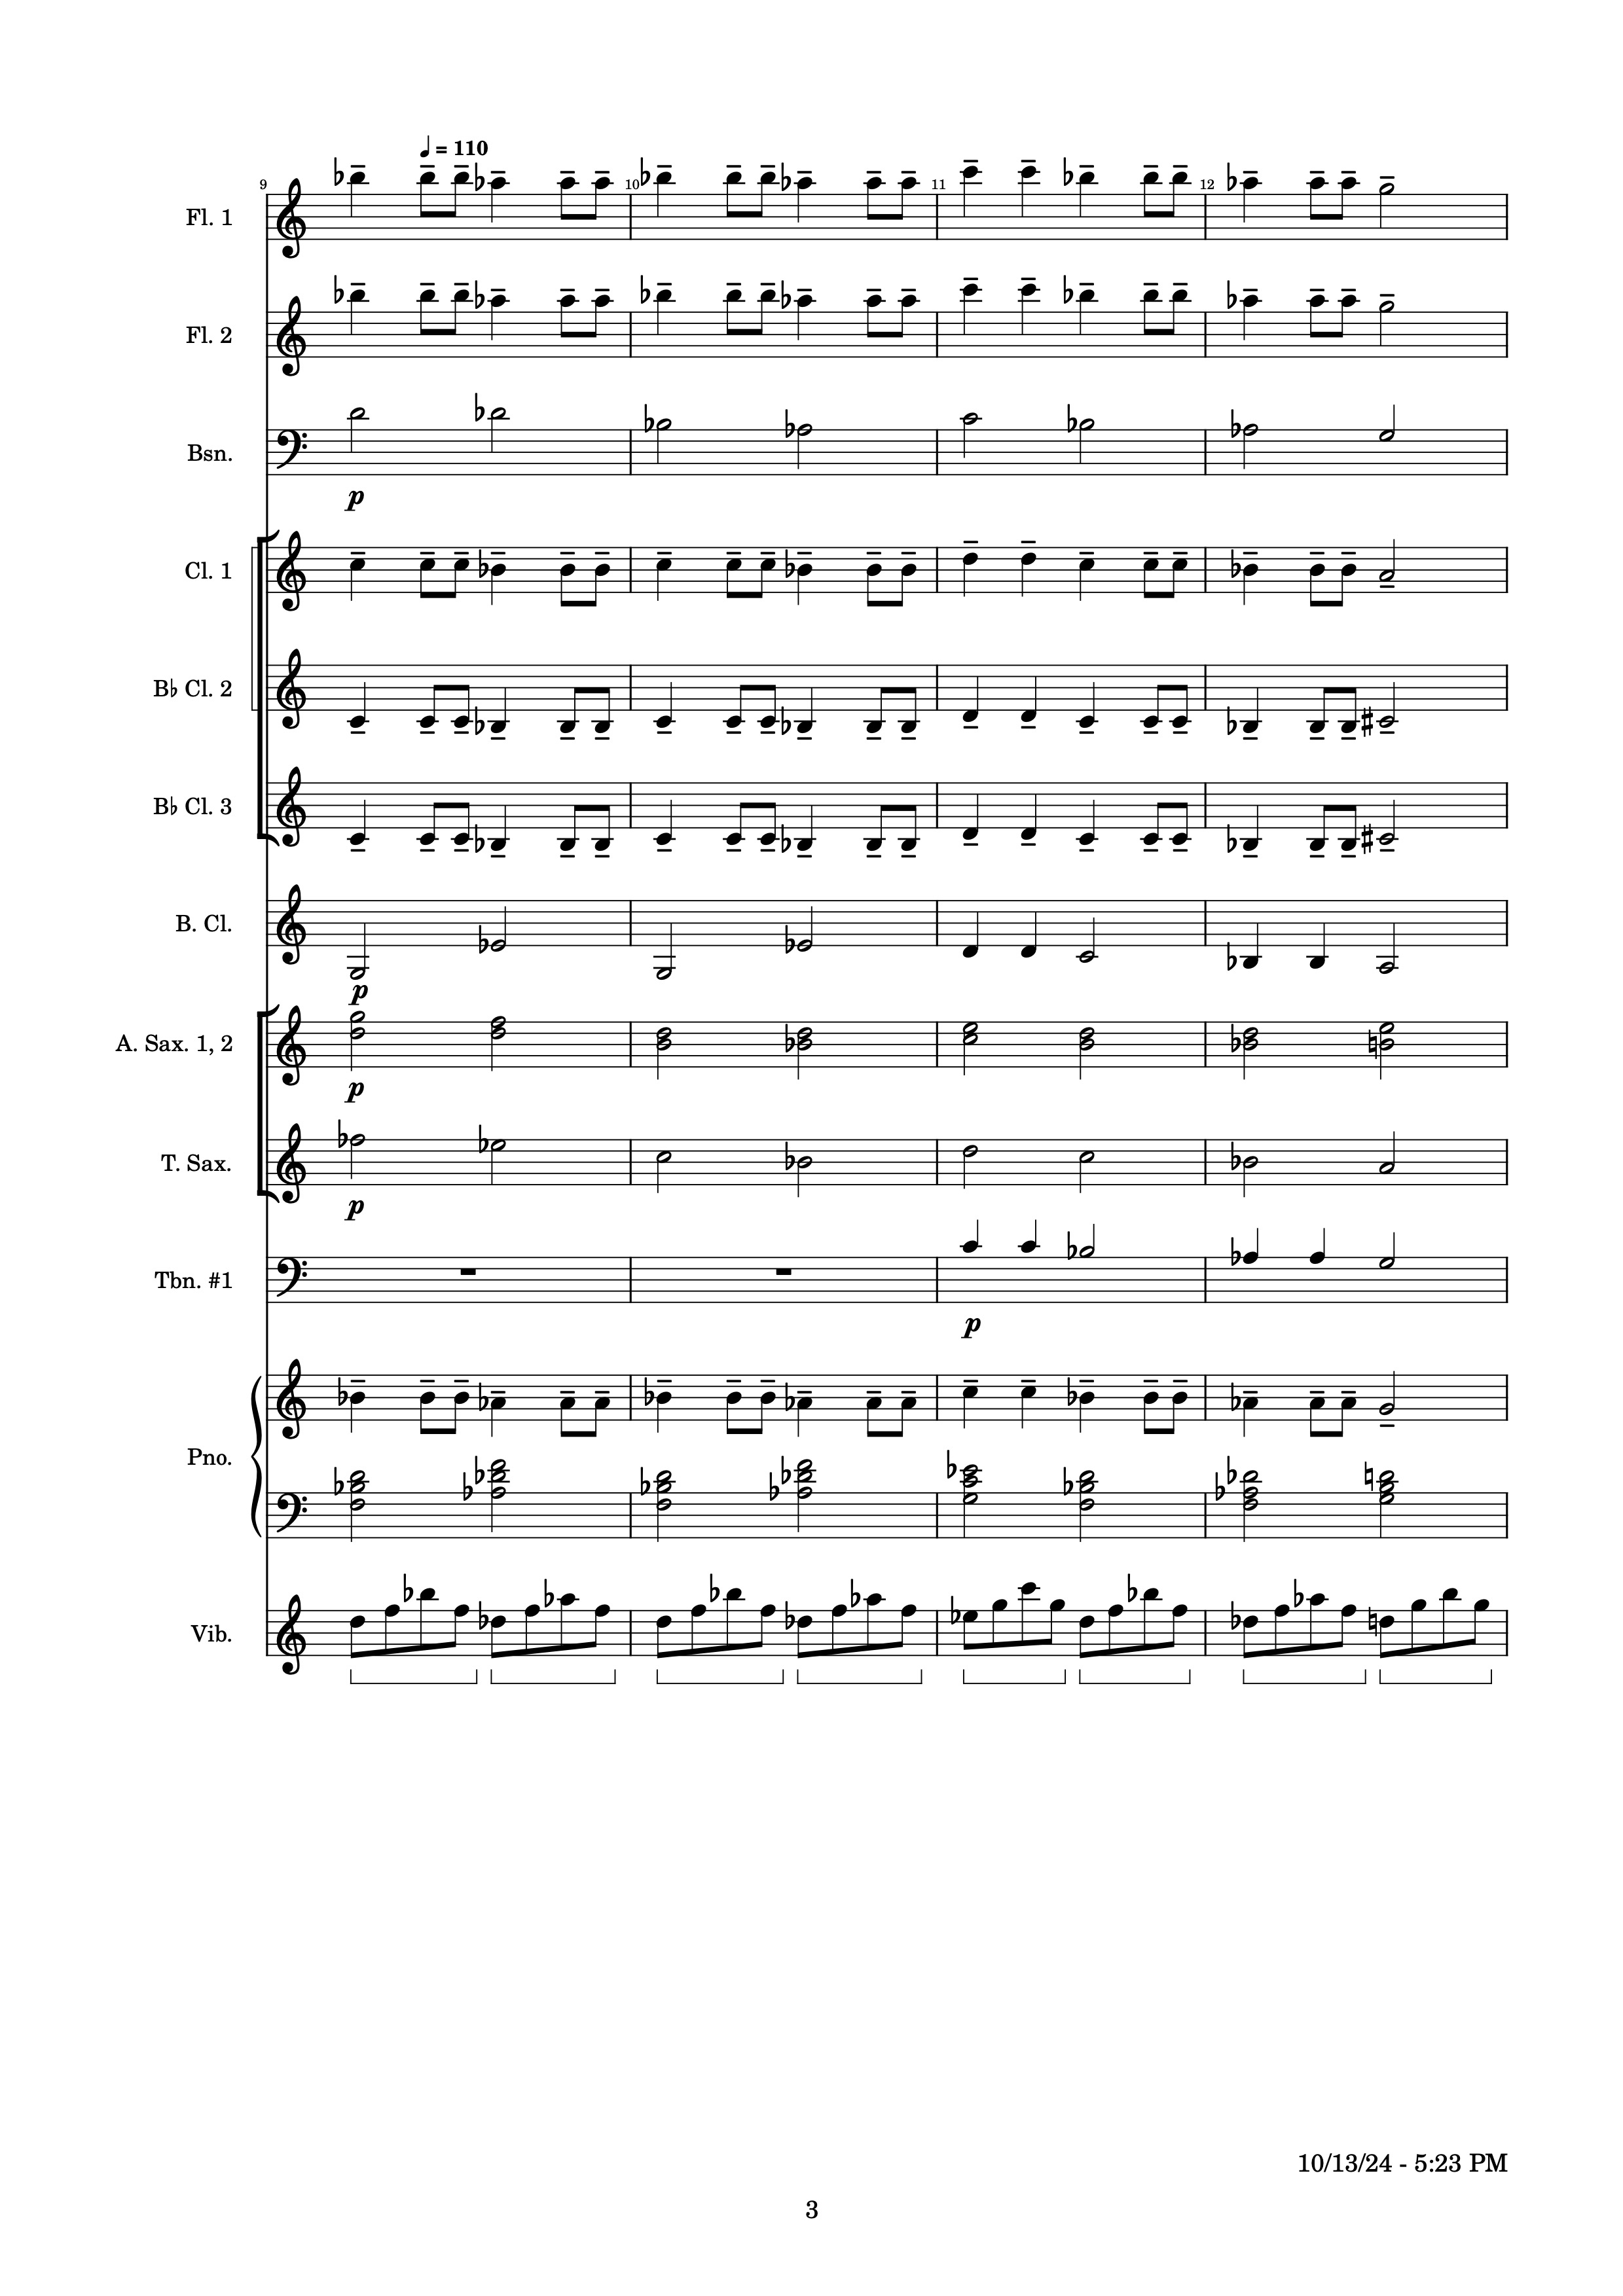 ♩ = 110
9
10
11
12
Fl. 1
Fl. 2
Bsn.
p
Cl. 1
B♭ Cl. 2
B♭ Cl. 3
B. Cl.
p
A. Sax. 1, 2
p
T. Sax.
p
Tbn. #1
p
Pno.
Vib.
10/13/24 - 5:23 PM
3